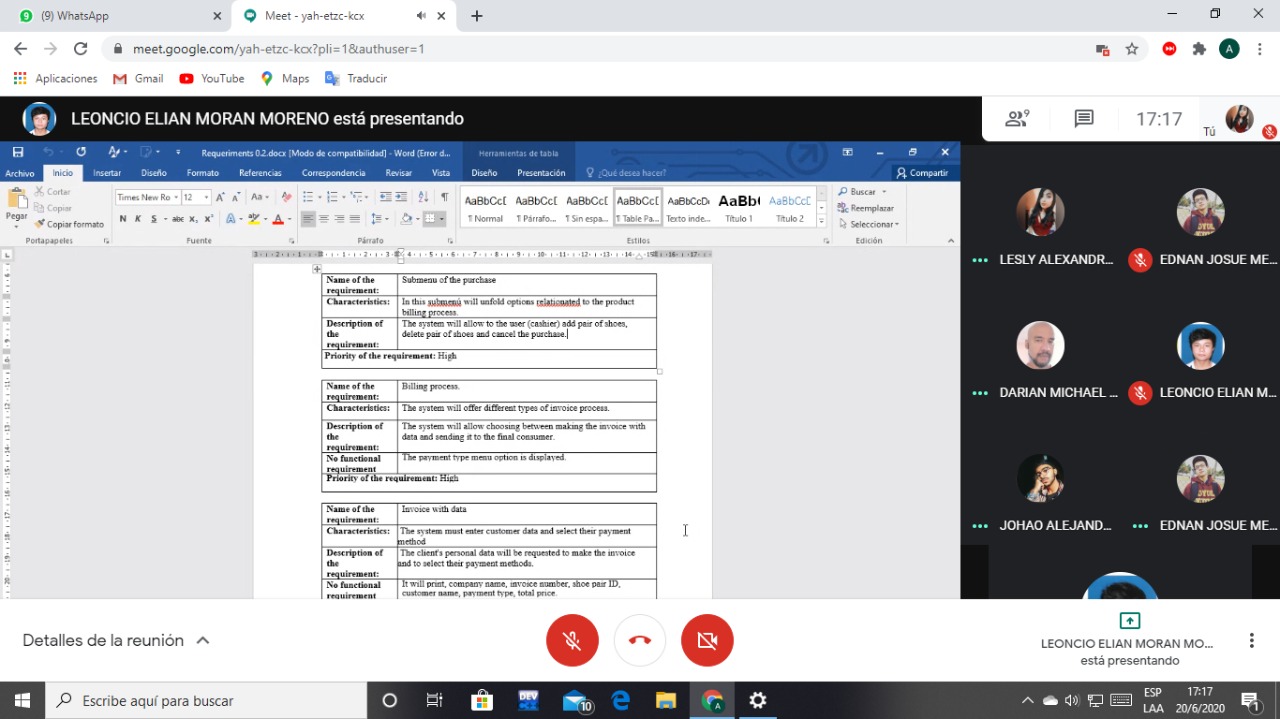 (9) WhatsApp
Meet - yah-etzc-kcx
meet.google.com/yah-etzc-kcx?pli=1&authuser=1
A
Aplicaciones
Gmail
YouTube
Maps
Traducir
LEONCIO ELIAN MORAN MORENO está presentando
9
17:17
Tú
Requeriments 0.2.docx [Modo de compatibilidad] - Word (Error d...
Herramientas de tabla
Archivo
Inicio
Insertar
Diseño
Formato
Referencias
Correspondencia
Revisar
Vista
Diseño
Presentación
¿Qué desea hacer?
Compartir
Pegar
Cortar
Copiar
Copiar formato
Portapapeles
Times New Ro
12
N K S abc x₂ x²
Fuente
Párrafo
AaBbCcI
¶ Normal
AaBbCcI
¶ Párrafo...
AaBbCcI
¶ Sin espa...
AaBbCcI
¶ Table Pa...
AaBbCcDc
Texto inde...
AaBb(
Título 1
AaBbCcI
Título 2
Estilos
Buscar
Reemplazar
Seleccionar
Edición
Name of the requirement:
Submenu of the purchase
Characteristics:
In this submenú will unfold options relationated to the product
billing process.
Description of the requirement:
The system will allow to the user (cashier) add pair of shoes,
delete pair of shoes and cancel the purchase.
Priority of the requirement: High
Name of the requirement:
Billing process.
Characteristics:
The system will offer different types of invoice process.
Description of the requirement:
The system will allow choosing between making the invoice with
data and sending it to the final consumer.
No functional requirement
The payment type menu option is displayed.
Priority of the requirement: High
Name of the requirement:
Invoice with data
Characteristics:
The system must enter customer data and select their payment
method
Description of the requirement:
The client's personal data will be requested to make the invoice
and to select their payment methods.
No functional requirement
It will print, company name, invoice number, shoe pair ID,
customer name, payment type, total price.
LESLY ALEXANDR...
EDNAN JOSUE ME...
DARIAN MICHAEL ...
LEONCIO ELIAN M...
JOHAO ALEJAND...
EDNAN JOSUE ME...
Detalles de la reunión
LEONCIO ELIAN MORAN MO...
está presentando
Escribe aquí para buscar
DEV
10
ESP
LAA
17:17
20/6/2020
1